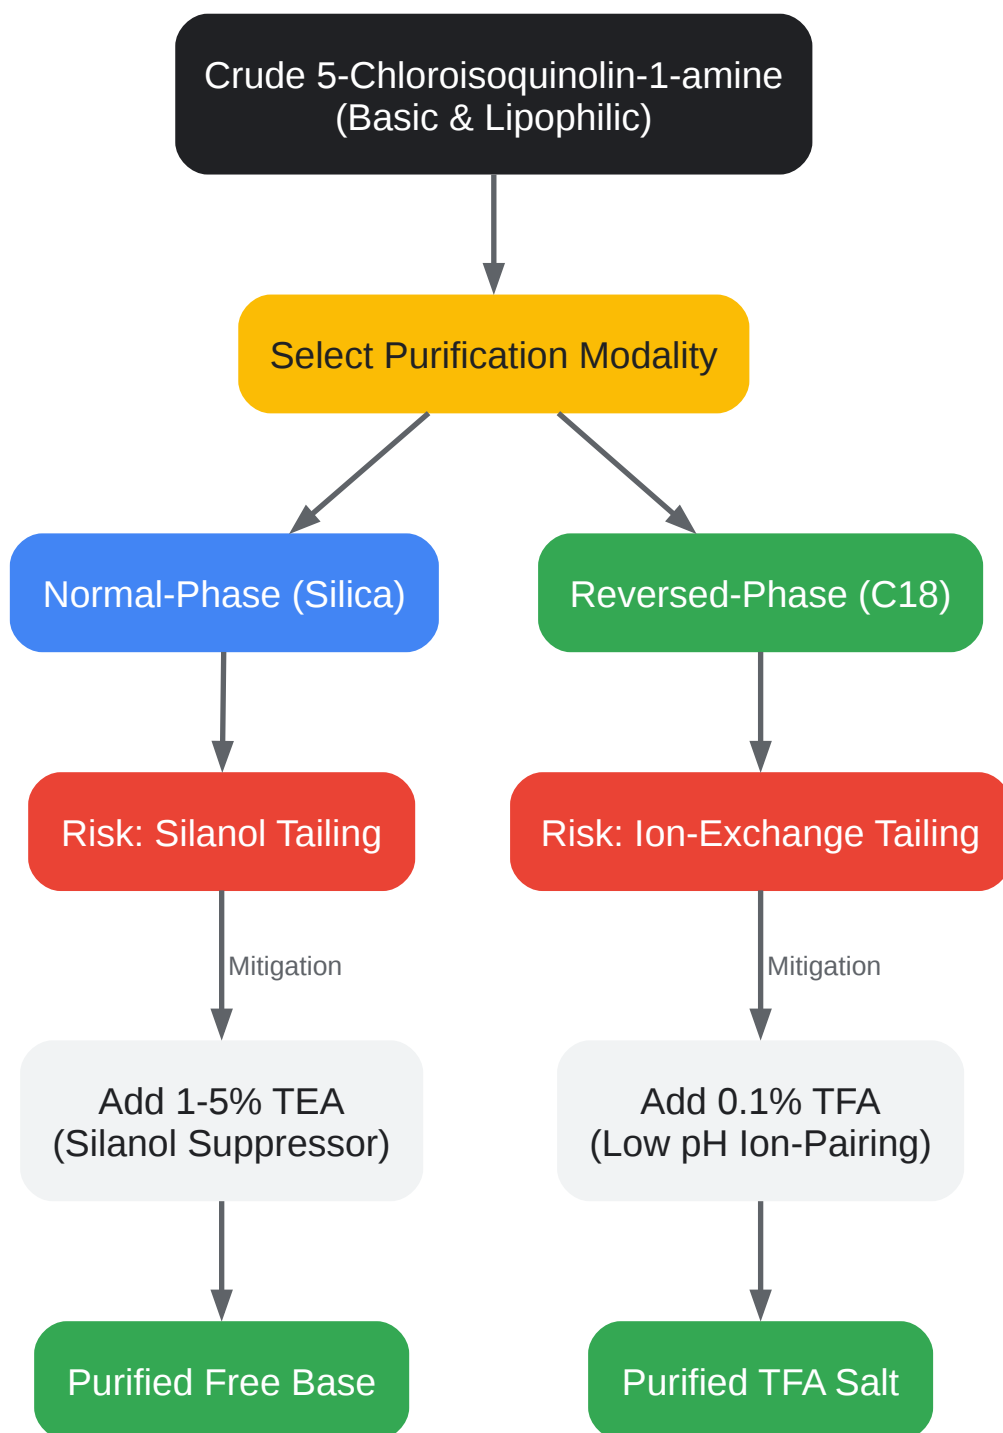 Crude 5-Chloroisoquinolin-1-amine
(Basic & Lipophilic)
Select Purification Modality
Normal-Phase (Silica)
Reversed-Phase (C18)
Risk: Silanol Tailing
Risk: Ion-Exchange Tailing
Mitigation
Mitigation
Add 1-5% TEA
(Silanol Suppressor)
Add 0.1% TFA
(Low pH Ion-Pairing)
Purified Free Base
Purified TFA Salt